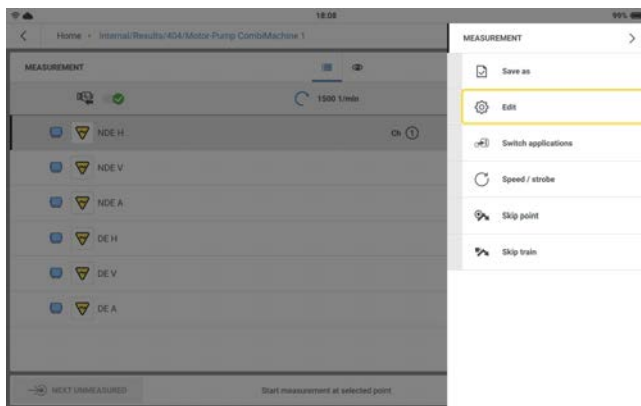 18:08
99%
Home • Internal/Results/404/Motor-Pump CombiMachine 1
MEASUREMENT
1500 1/min
NDE H
Ch 1
NDE V
NDE A
DE H
DE V
DE A
NEXT UNMEASURED
Start measurement at selected point
MEASUREMENT
Save as
Edit
Switch applications
Speed / strobe
Skip point
Skip train